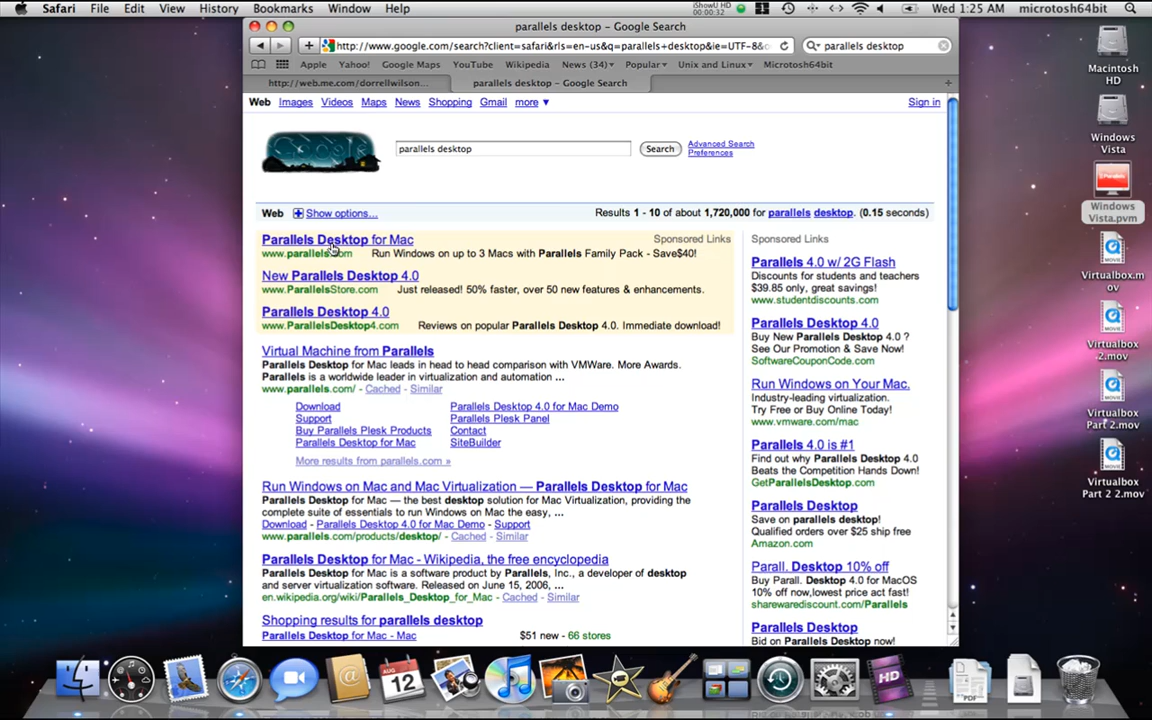 Safari File Edit View History Bookmarks Window Help iShowU HD 00:00:32 Wed 1:25 AM microtosh64bit
parallels desktop – Google Search
http://www.google.com/search?client=safari&rls=en-us&q=parallels+desktop&ie=UTF-8&o parallels desktop
Apple Yahoo! Google Maps YouTube Wikipedia News (34) Popular Unix and Linux Microtosh64bit
http://web.me.com/dorrellwilson... parallels desktop – Google Search
Web Images Videos Maps News Shopping Gmail more ▼ Sign in
Google
parallels desktop Search Advanced Search
Preferences
Web Show options... Results 1 - 10 of about 1,720,000 for parallels desktop. (0.15 seconds)
Parallels Desktop for Mac Sponsored Links
www.parallels.com Run Windows on up to 3 Macs with Parallels Family Pack - Save$40!
New Parallels Desktop 4.0
www.ParallelsStore.com Just released! 50% faster, over 50 new features & enhancements.
Parallels Desktop 4.0
www.ParallelsDesktop4.com Reviews on popular Parallels Desktop 4.0. Immediate download!
Virtual Machine from Parallels
Parallels Desktop for Mac leads in head to head comparison with VMWare. More Awards.
Parallels is a worldwide leader in virtualization and automation ...
www.parallels.com/ - Cached - Similar
Download Parallels Desktop 4.0 for Mac Demo
Support Parallels Plesk Panel
Buy Parallels Plesk Products Contact
Parallels Desktop for Mac SiteBuilder
More results from parallels.com »
Run Windows on Mac and Mac Virtualization — Parallels Desktop for Mac
Parallels Desktop for Mac — the best desktop solution for Mac Virtualization, providing the
complete suite of essentials to run Windows on Mac the easy, ...
Download - Parallels Desktop 4.0 for Mac Demo - Support
www.parallels.com/products/desktop/ - Cached - Similar
Parallels Desktop for Mac - Wikipedia, the free encyclopedia
Parallels Desktop for Mac is a software product by Parallels, Inc., a developer of desktop
and server virtualization software. Released on June 15, 2006, ...
en.wikipedia.org/wiki/Parallels_Desktop_for_Mac - Cached - Similar
Shopping results for parallels desktop
Parallels Desktop for Mac - Mac $51 new - 66 stores
Sponsored Links
Parallels 4.0 w/ 2G Flash
Discounts for students and teachers
$39.85 only, great savings!
www.studentdiscounts.com
Parallels Desktop 4.0
Buy New Parallels Desktop 4.0 ?
See Our Promotion & Save Now!
SoftwareCouponCode.com
Run Windows on Your Mac.
Industry-leading virtualization.
Try Free or Buy Online Today!
www.vmware.com/mac
Parallels 4.0 is #1
Find out why Parallels Desktop 4.0
Beats the Competition Hands Down!
GetParallelsDesktop.com
Parallels Desktop
Save on parallels desktop!
Qualified orders over $25 ship free
Amazon.com
Parall. Desktop 10% off
Buy Parall. Desktop 4.0 for MacOS
10% off now,lowest price act fast!
sharewarediscount.com/Parallels
Parallels Desktop
Bid on Parallels Desktop now!
Macintosh
HD
Windows
Vista
Windows
Vista.pvm
Virtualbox.m
ov
Virtualbox
2.mov
Virtualbox
Part 2.mov
Virtualbox
Part 2 2.mov
AUG
12
HD
PDF